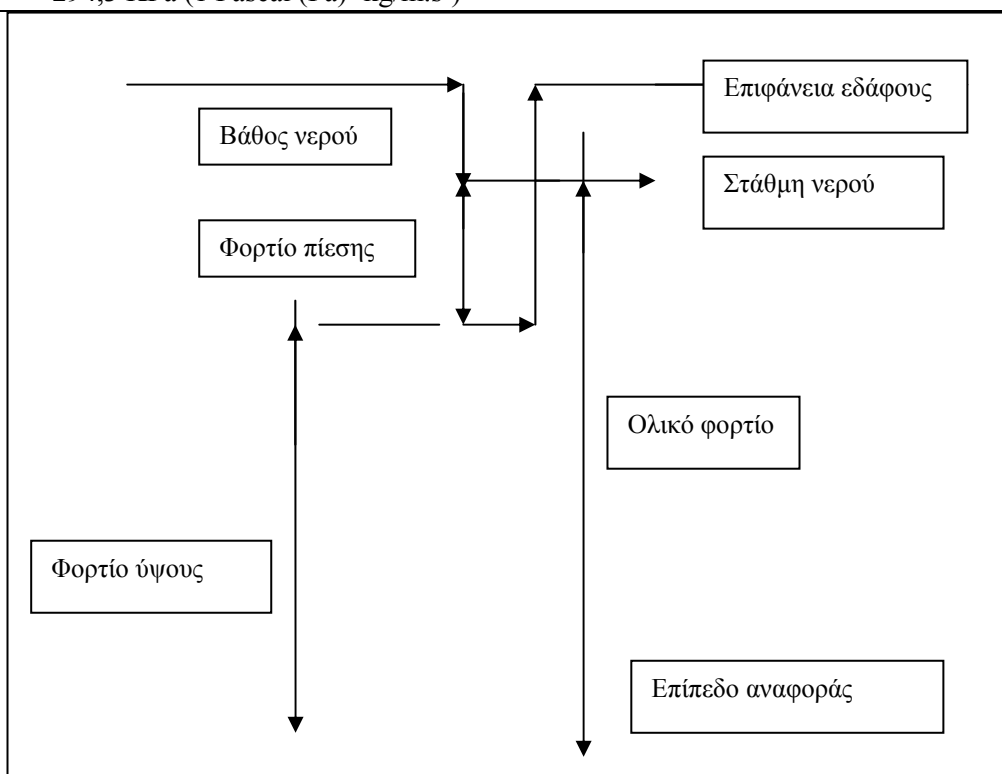 Επιφάνεια εδάφους
Βάθος νερού
Στάθμη νερού
Φορτίο πίεσης
Ολικό φορτίο
Φορτίο ύψους
Επίπεδο αναφοράς